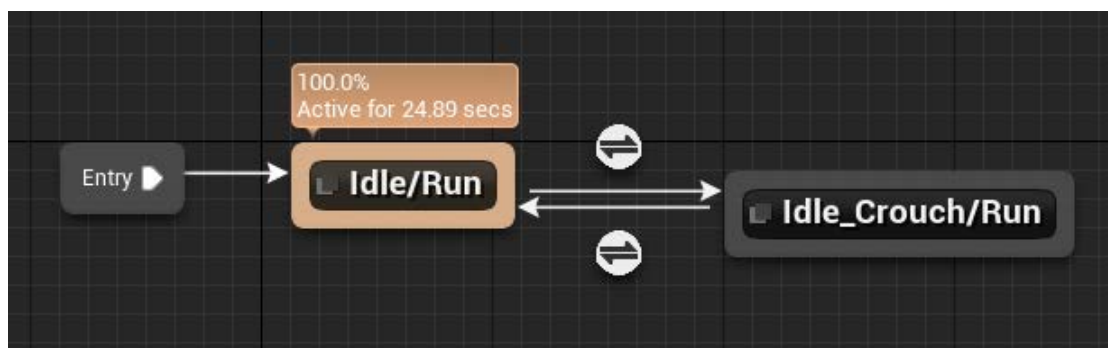 100.0%
Active for 24.89 secs
Entry
Idle/Run
Idle_Crouch/Run